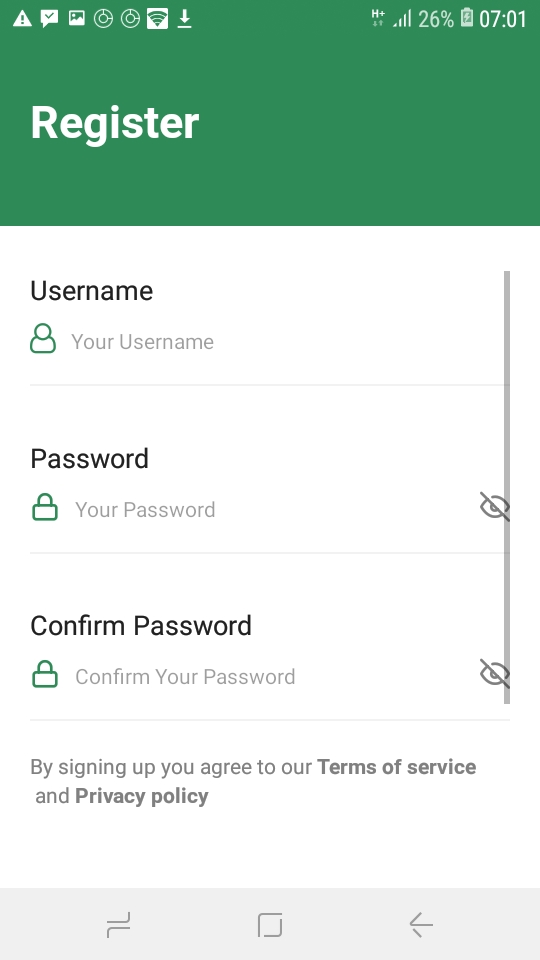 H+ 26% 07:01
Register
Username
Your Username
Password
Your Password
Confirm Password
Confirm Your Password
By signing up you agree to our Terms of service
and Privacy policy